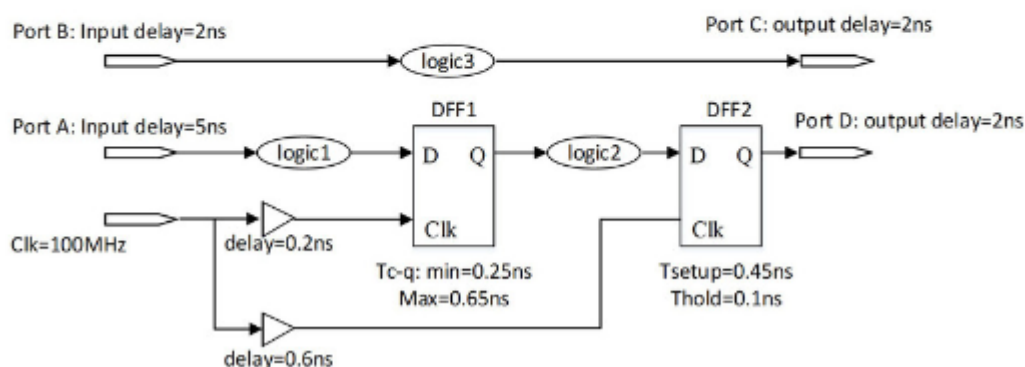 Port B: Input delay=2ns
Port C: output delay=2ns
logic3
DFF1
DFF2
Port A: Input delay=5ns
Port D: output delay=2ns
logic1
D Q
logic2
D Q
Clk
Clk
Clk=100MHz
delay=0.2ns
Tc-q: min=0.25ns
Max=0.65ns
Tsetup=0.45ns
Thold=0.1ns
delay=0.6ns